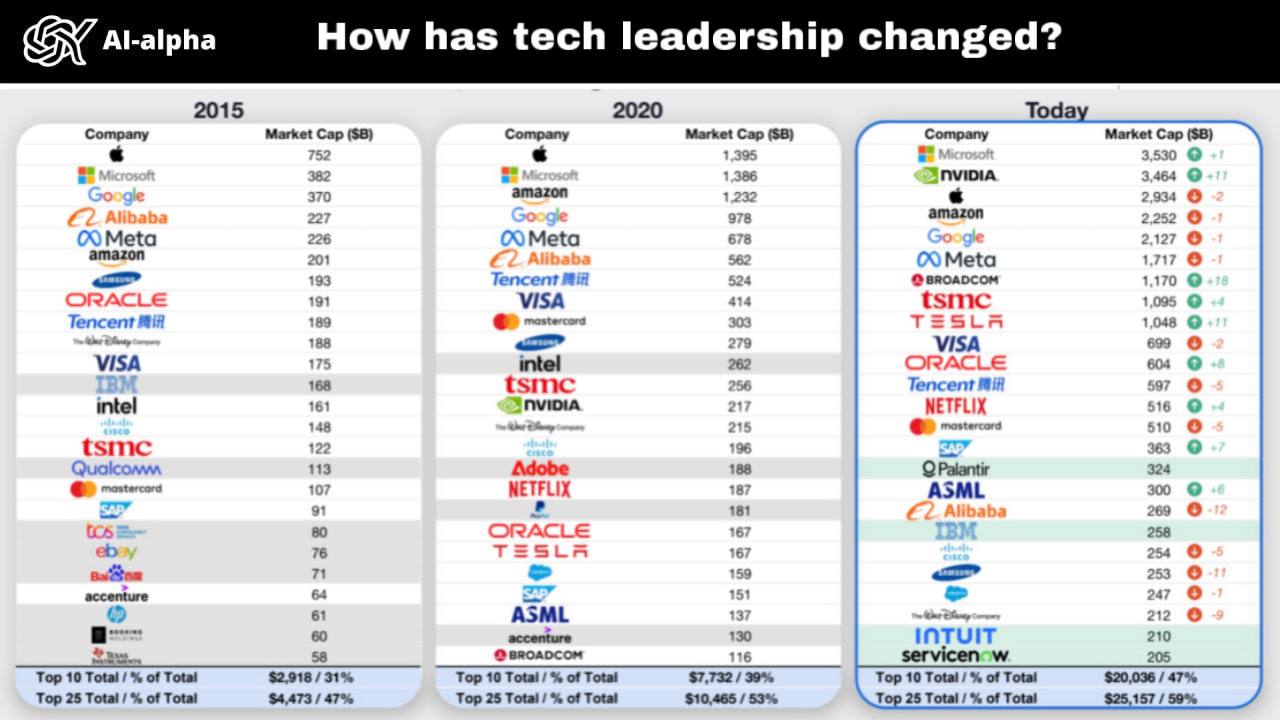 AI-alpha
How has tech leadership changed?
2015
Company Market Cap ($B)
752
Microsoft 382
Google 370
Alibaba 227
Meta 226
amazon 201
SAMSUNG 193
ORACLE 191
Tencent 腾讯 189
The Walt Disney Company 188
VISA 175
IBM 168
intel 161
CISCO 148
tsmc 122
Qualcomm 113
mastercard 107
SAP 91
tcs TATA CONSULTANCY SERVICES 80
ebay 76
Bai百度 71
accenture 64
hp 61
BOOKING HOLDINGS 60
TEXAS INSTRUMENTS 58
Top 10 Total / % of Total $2,918 / 31%
Top 25 Total / % of Total $4,473 / 47%
2020
Company Market Cap ($B)
1,395
Microsoft 1,386
amazon 1,232
Google 978
Meta 678
Alibaba 562
Tencent 腾讯 524
VISA 414
mastercard 303
SAMSUNG 279
intel 262
tsmc 256
NVIDIA. 217
The Walt Disney Company 215
CISCO 196
Adobe 188
NETFLIX 187
PayPal 181
ORACLE 167
TESLA 167
159
SAP 151
ASML 137
accenture 130
BROADCOM 116
Top 10 Total / % of Total $7,732 / 39%
Top 25 Total / % of Total $10,465 / 53%
Today
Company Market Cap ($B)
Microsoft 3,530 +1
NVIDIA. 3,464 +11
2,934 -2
amazon 2,252 -1
Google 2,127 -1
Meta 1,717 -1
BROADCOM 1,170 +18
tsmc 1,095 +4
TESLA 1,048 +11
VISA 699 -2
ORACLE 604 +8
Tencent 腾讯 597 -5
NETFLIX 516 +4
mastercard 510 -5
SAP 363 +7
Palantir 324
ASML 300 +6
Alibaba 269 -12
IBM 258
CISCO 254 -5
SAMSUNG 253 -11
247 -1
The Walt Disney Company 212 -9
INTUIT 210
servicenow. 205
Top 10 Total / % of Total $20,036 / 47%
Top 25 Total / % of Total $25,157 / 59%